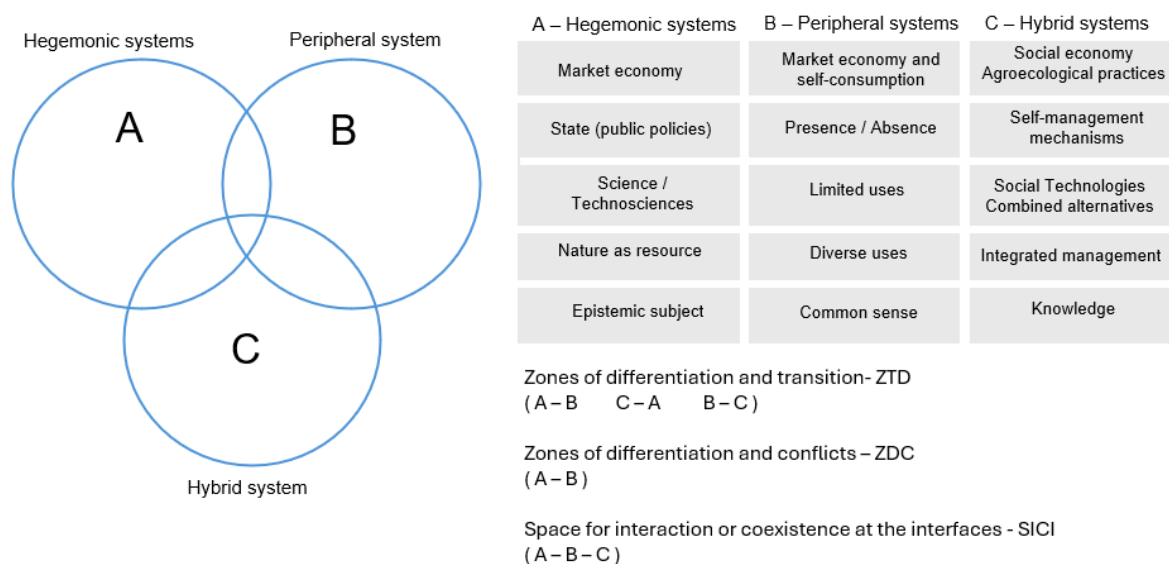 Hegemonic systems
Peripheral system
A
B
C
Hybrid system
A – Hegemonic systems
B – Peripheral systems
C – Hybrid systems
Market economy
Market economy and
self-consumption
Social economy
Agroecological practices
State (public policies)
Presence / Absence
Self-management
mechanisms
Science /
Technosciences
Limited uses
Social Technologies
Combined alternatives
Nature as resource
Diverse uses
Integrated management
Epistemic subject
Common sense
Knowledge
Zones of differentiation and transition- ZTD
( A – B C – A B – C )
Zones of differentiation and conflicts – ZDC
( A – B )
Space for interaction or coexistence at the interfaces - SICI
( A – B – C )